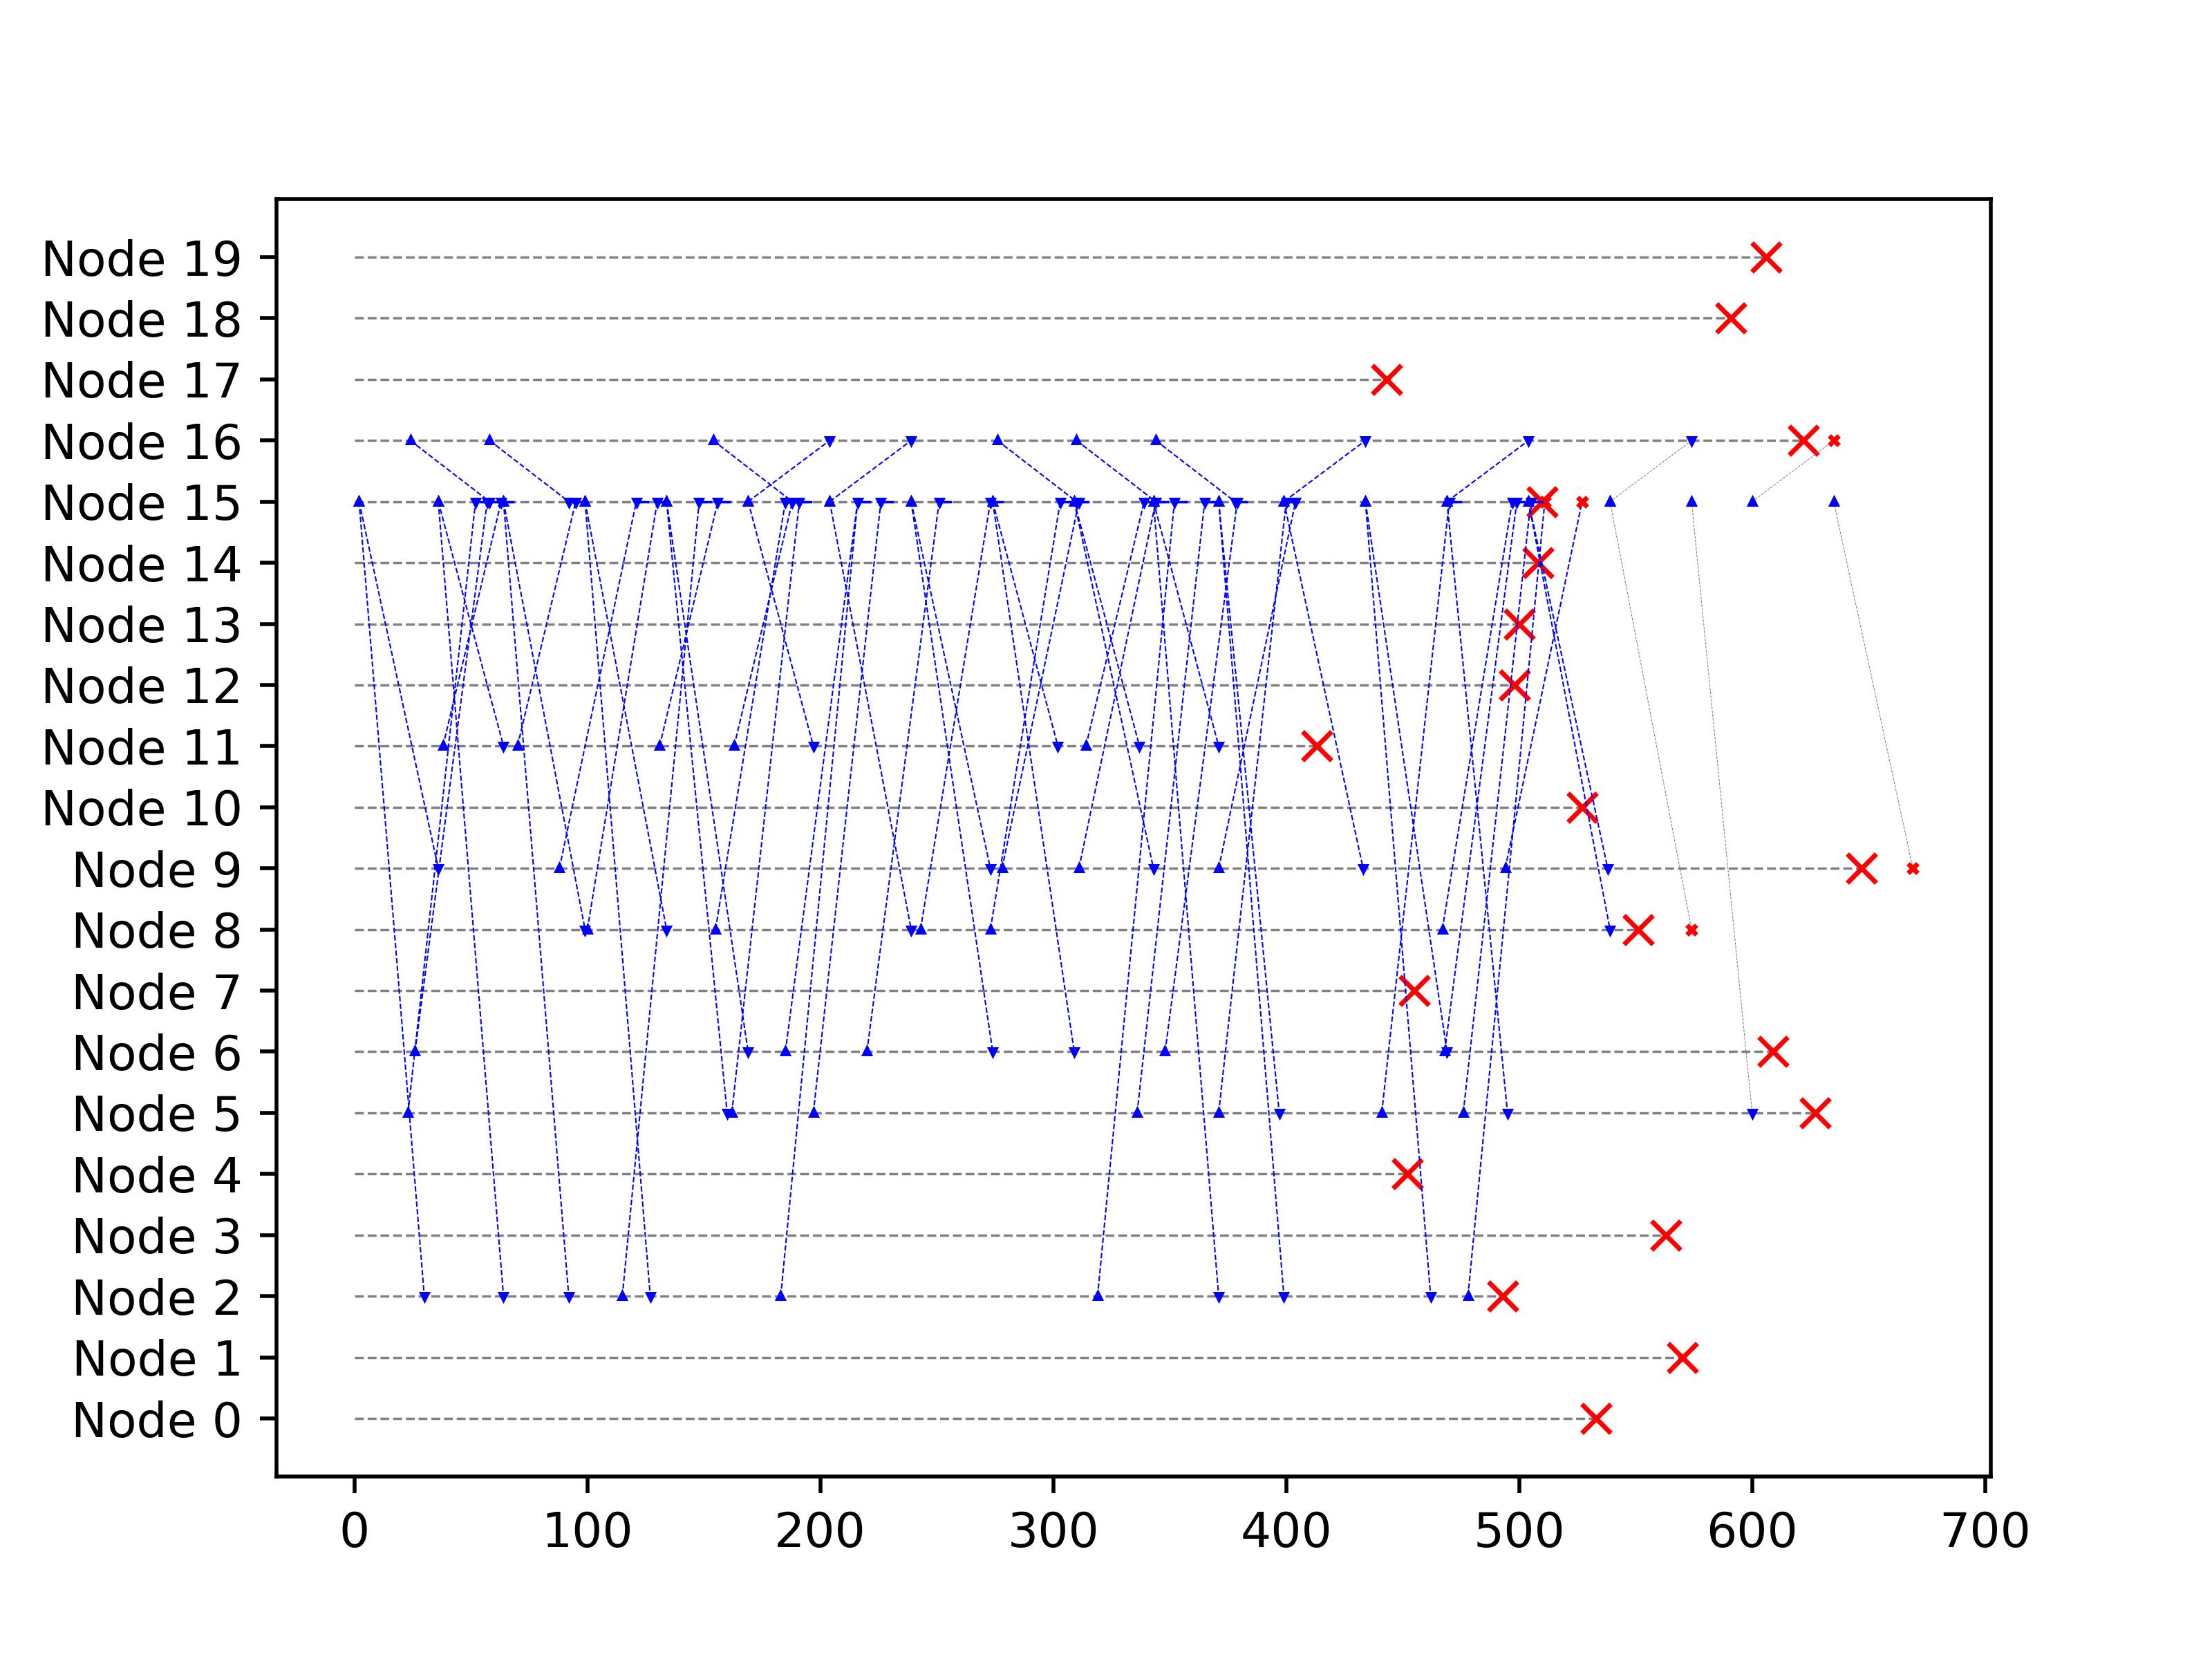 Node 19
Node 18
Node 17
Node 16
Node 15
Node 14
Node 13
Node 12
Node 11
Node 10
Node 9
Node 8
Node 7
Node 6
Node 5
Node 4
Node 3
Node 2
Node 1
Node 0
0 100 200 300 400 500 600 700